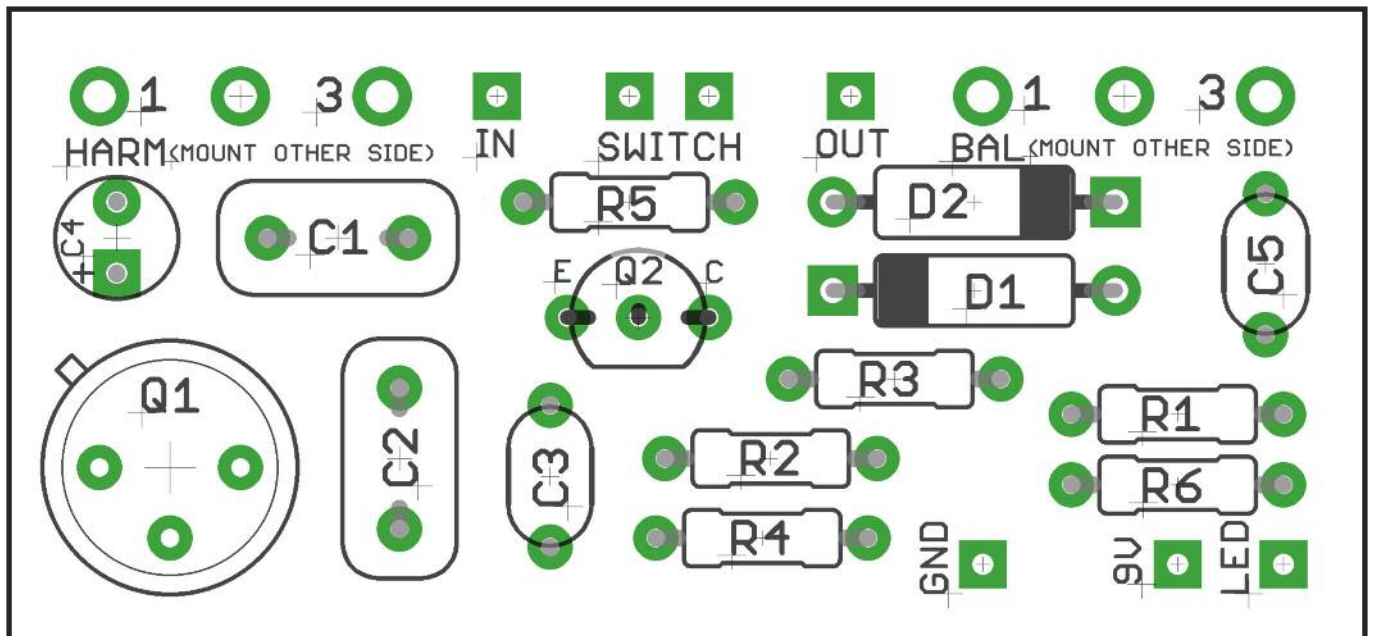 1 3 1 3
HARM (MOUNT OTHER SIDE) IN SWITCH OUT BAL (MOUNT OTHER SIDE)
R5 D2
+C4 C1 C5
E Q2 C
D1
Q1 R3
C2 C3 R2 R1
R4 R6
GND 9V LED